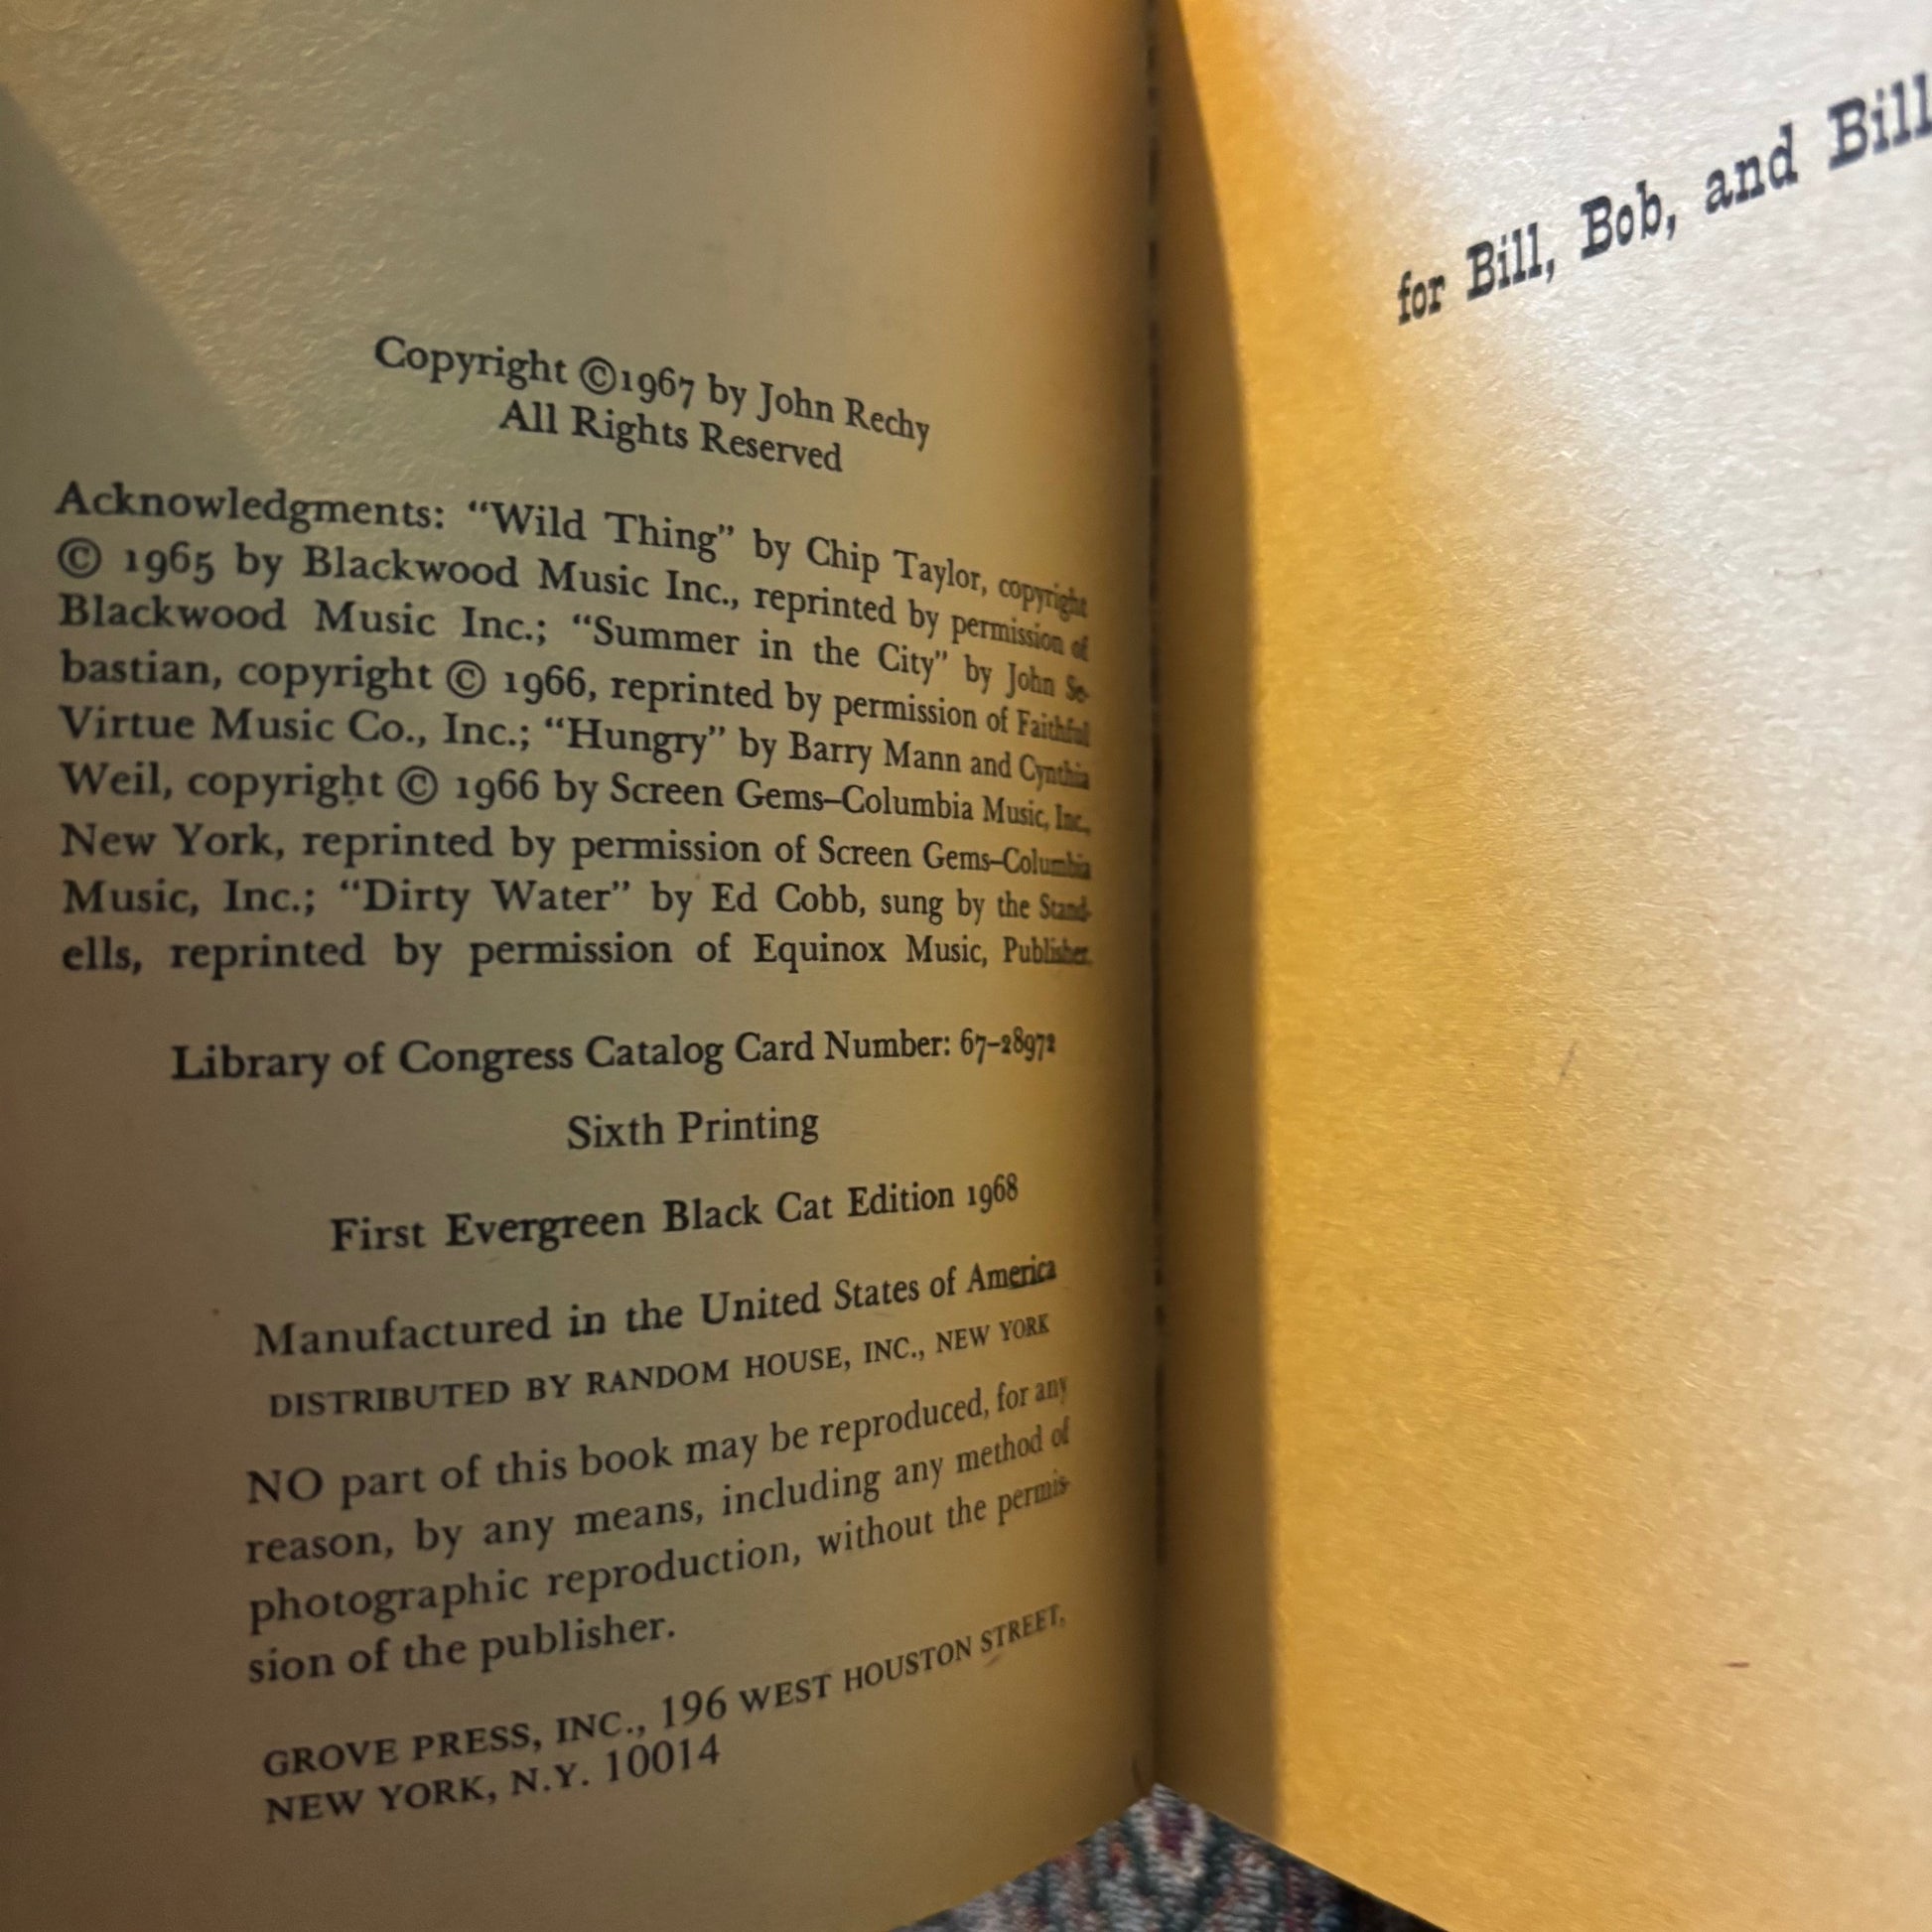 Copyright ©1967 by John Rechy
All Rights Reserved
Acknowledgments: "Wild Thing" by Chip Taylor, copyright
© 1965 by Blackwood Music Inc., reprinted by permission of
Blackwood Music Inc.; "Summer in the City" by John Se-
bastian, copyright © 1966, reprinted by permission of Faithful
Virtue Music Co., Inc.; "Hungry" by Barry Mann and Cynthia
Weil, copyright © 1966 by Screen Gems–Columbia Music, Inc.,
New York, reprinted by permission of Screen Gems–Columbia
Music, Inc.; "Dirty Water" by Ed Cobb, sung by the Stand-
ells, reprinted by permission of Equinox Music, Publisher.
Library of Congress Catalog Card Number: 67–28972
Sixth Printing
First Evergreen Black Cat Edition 1968
Manufactured in the United States of America
DISTRIBUTED BY RANDOM HOUSE, INC., NEW YORK
NO part of this book may be reproduced, for any
reason, by any means, including any method of
photographic reproduction, without the permis-
sion of the publisher.
GROVE PRESS, INC., 196 WEST HOUSTON STREET,
NEW YORK, N.Y. 10014
for Bill, Bob, and Bill